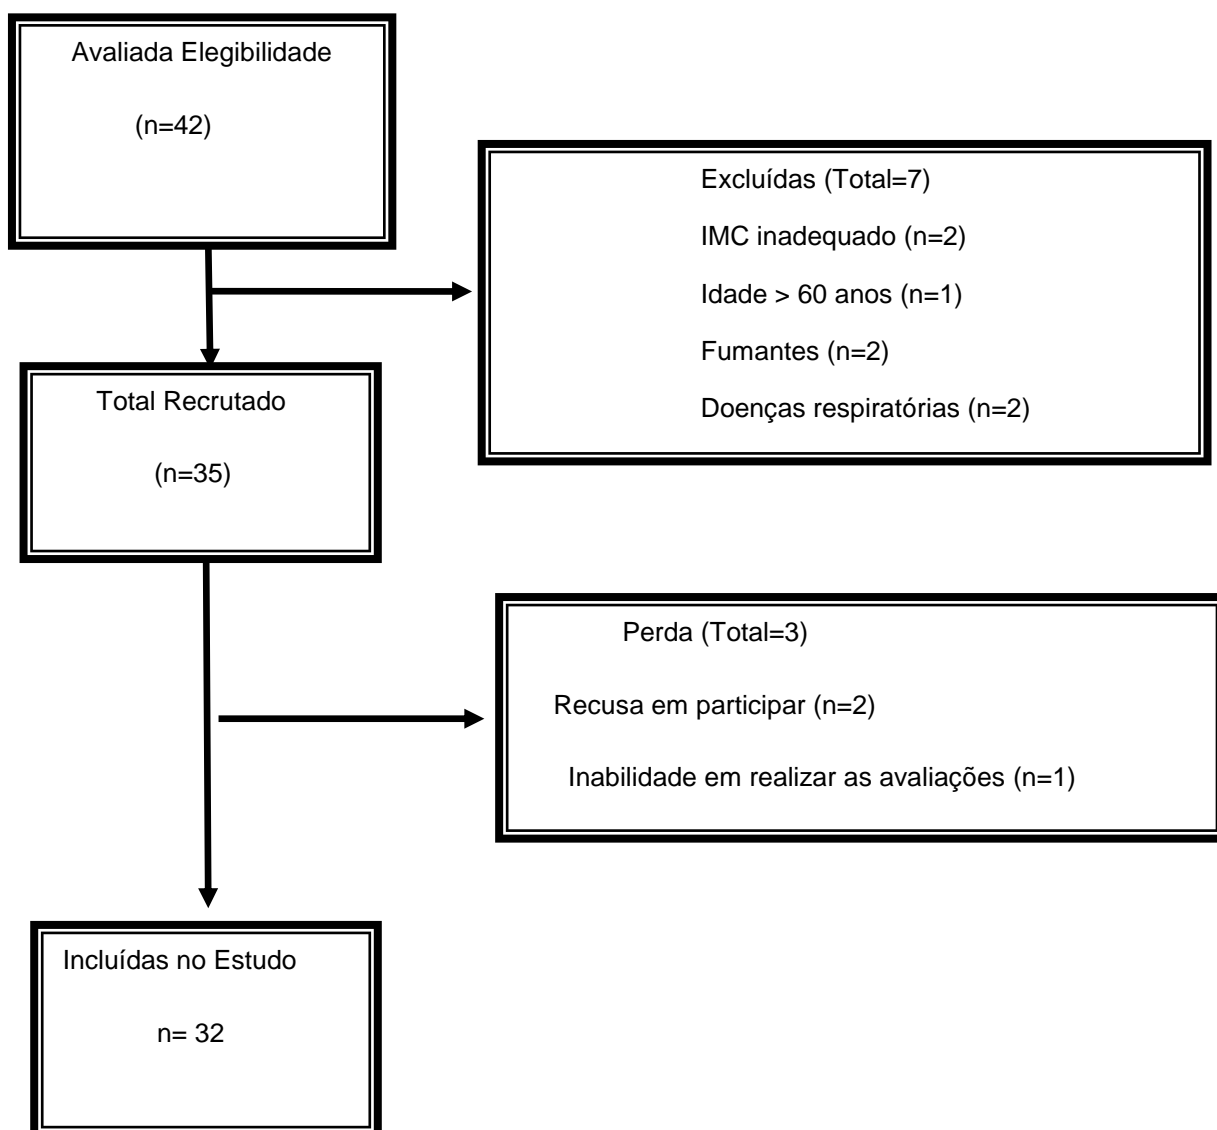 Avaliada Elegibilidade
(n=42)
Excluídas (Total=7)
IMC inadequado (n=2)
Idade > 60 anos (n=1)
Fumantes (n=2)
Doenças respiratórias (n=2)
Total Recrutado
(n=35)
Perda (Total=3)
Recusa em participar (n=2)
Inabilidade em realizar as avaliações (n=1)
Incluídas no Estudo
n= 32